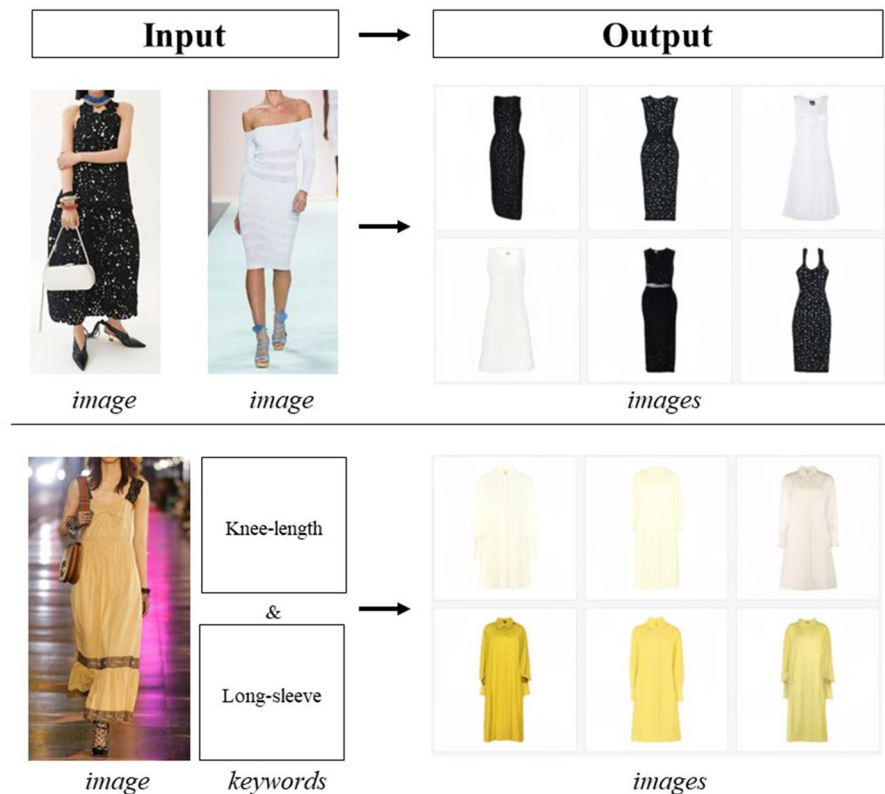 Input
Output
image
image
images
Knee-length
&
Long-sleeve
image
keywords
images